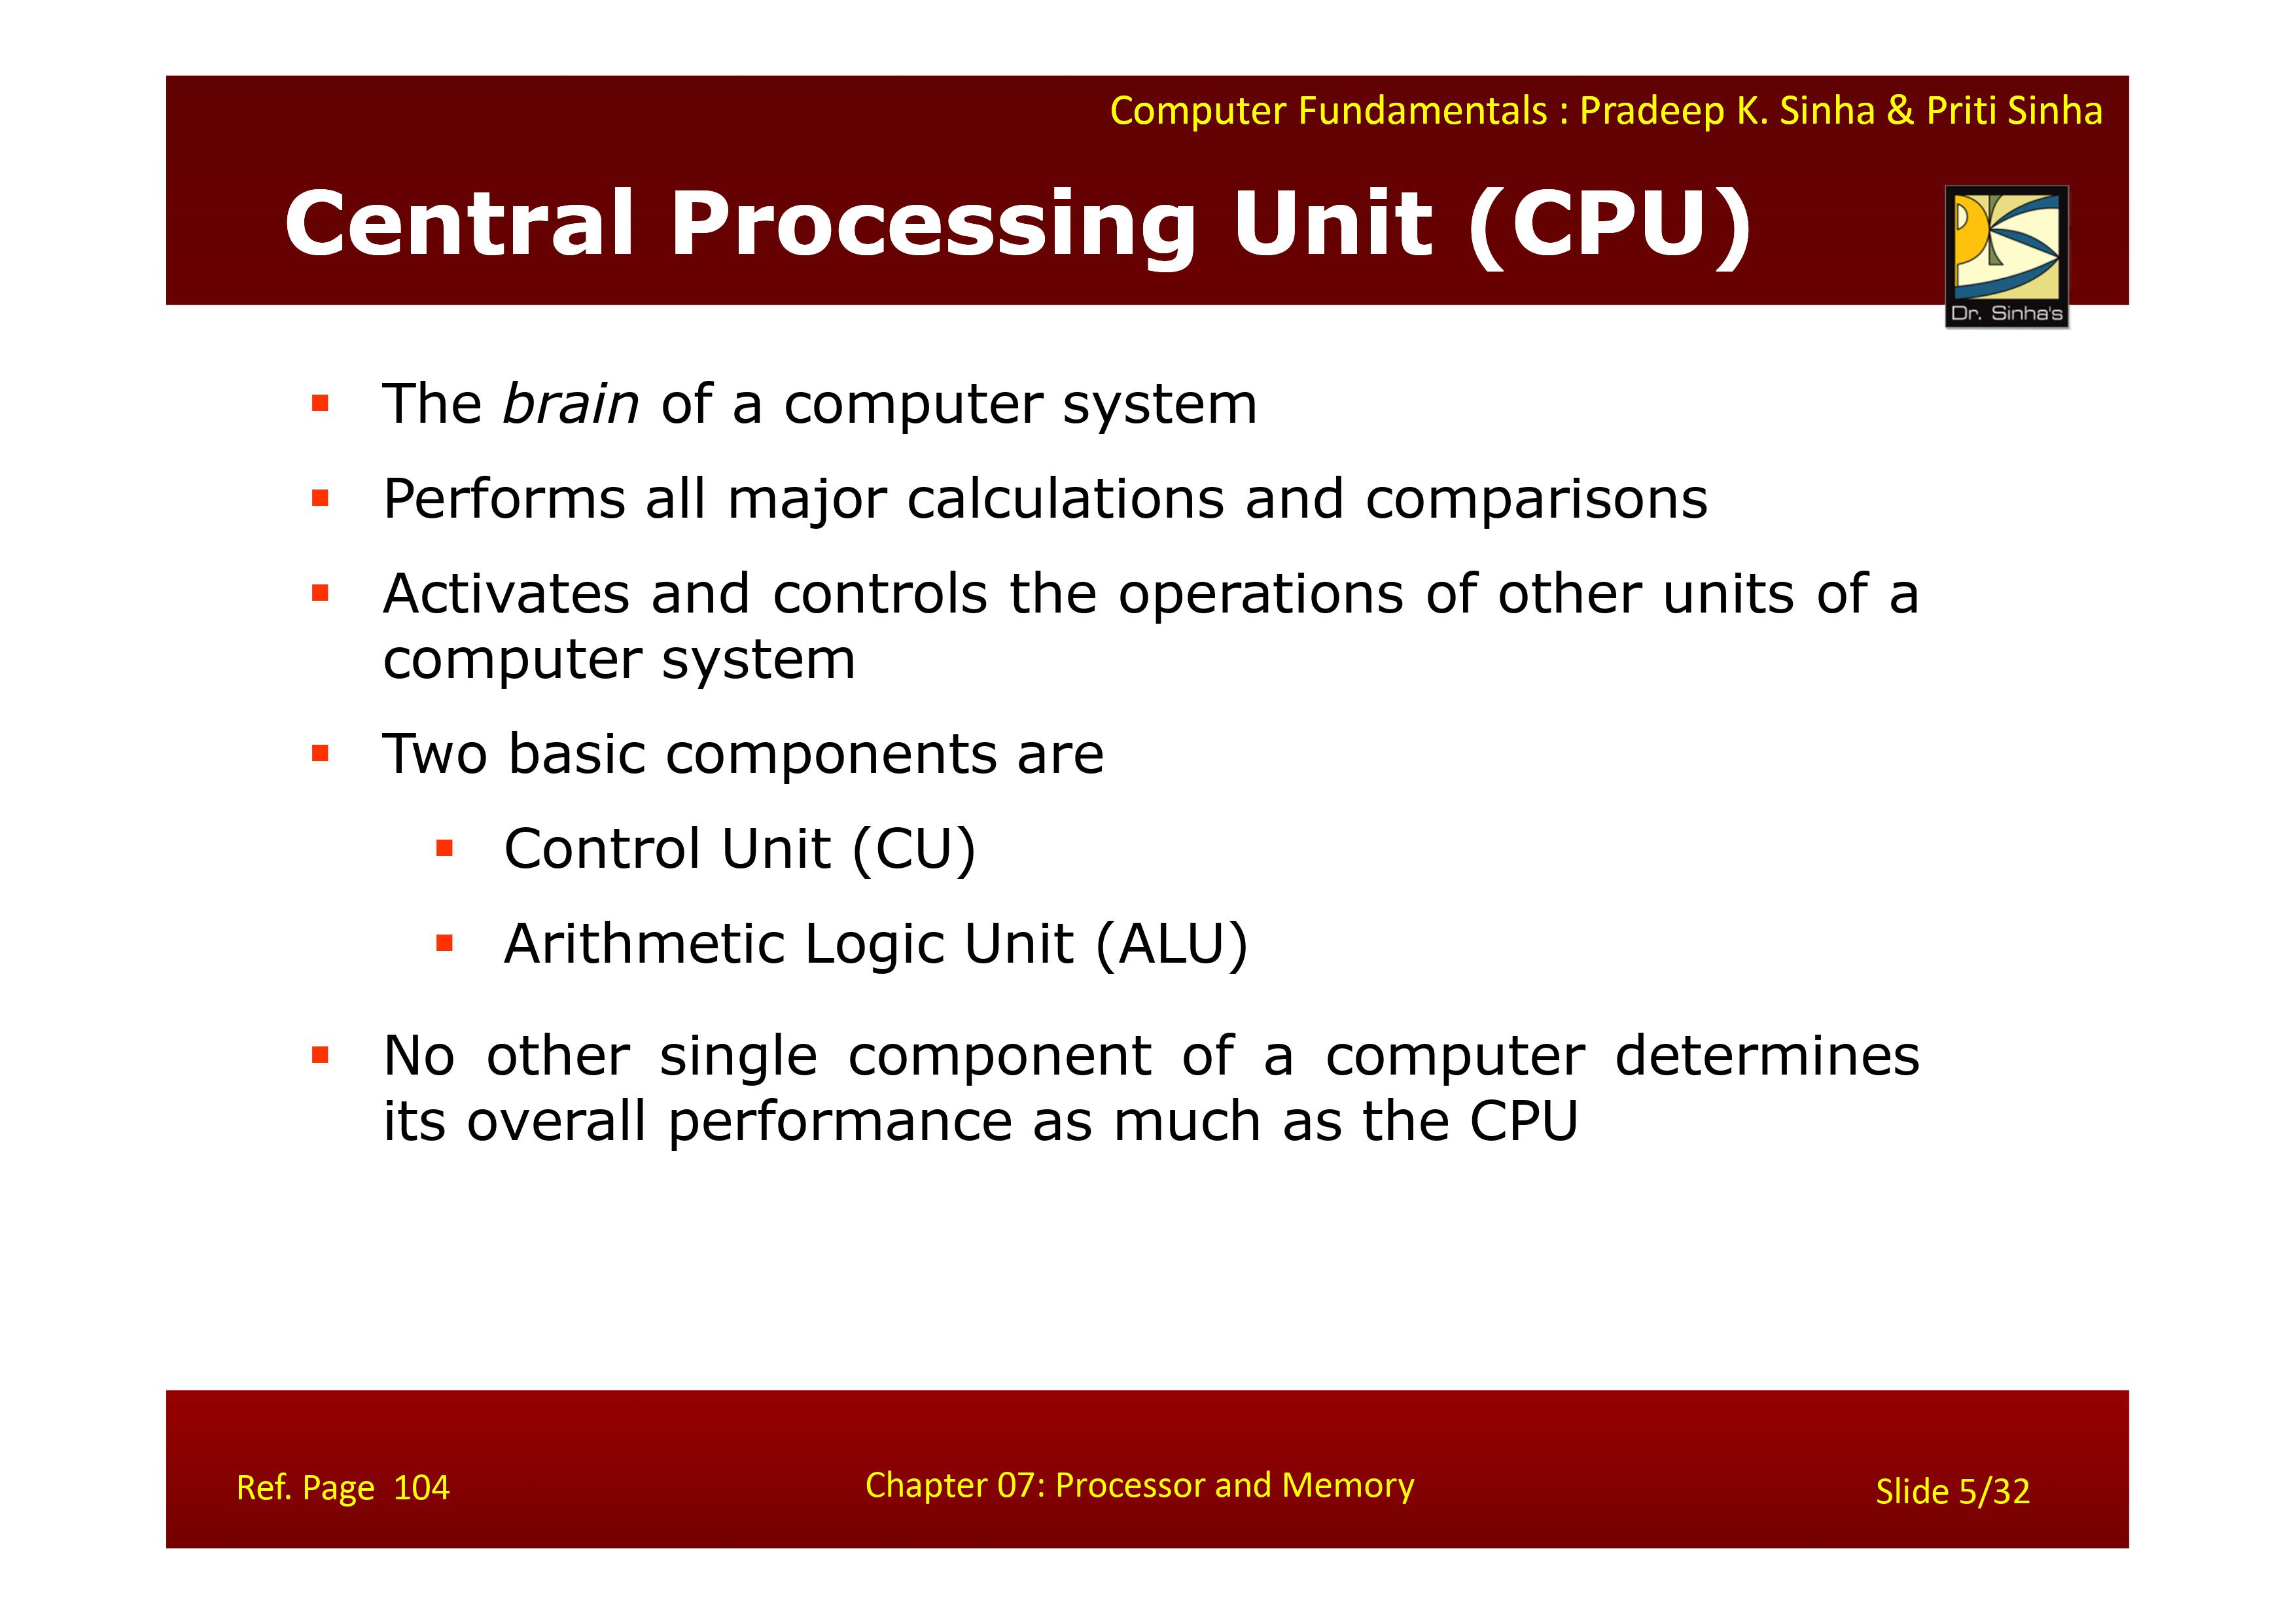 Computer Fundamentals : Pradeep K. Sinha & Priti Sinha
Central Processing Unit (CPU)
Dr. Sinha's
▪ The brain of a computer system
▪ Performs all major calculations and comparisons
▪ Activates and controls the operations of other units of a
computer system
▪ Two basic components are
▪ Control Unit (CU)
▪ Arithmetic Logic Unit (ALU)
▪ No other single component of a computer determines
its overall performance as much as the CPU
Ref. Page 104
Chapter 07: Processor and Memory
Slide 5/32